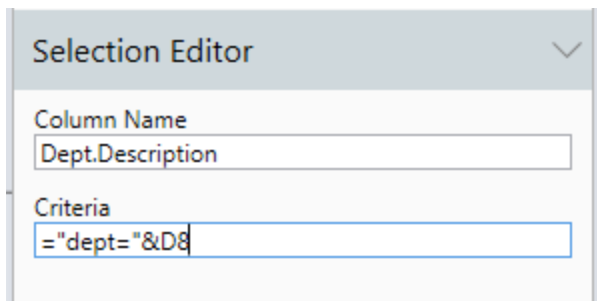 Selection Editor
Column Name
Dept.Description
Criteria
="dept="&D8